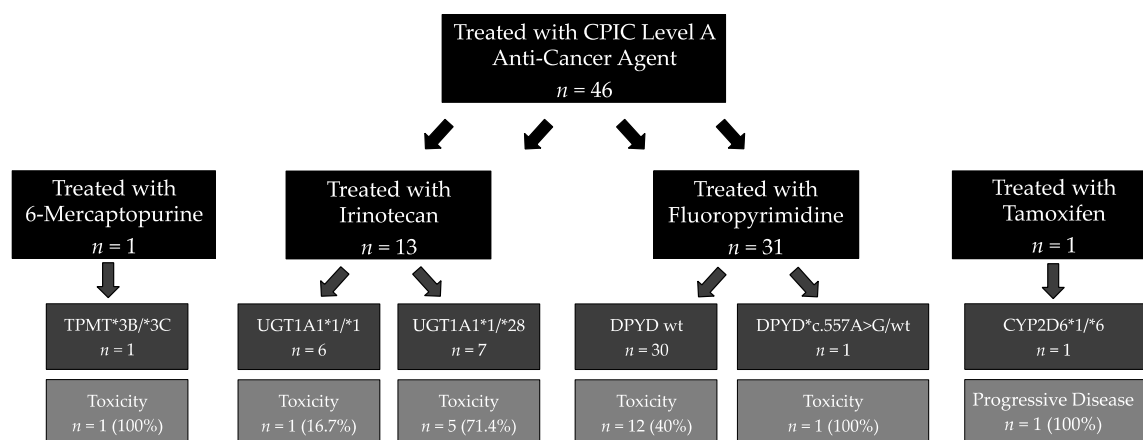 Treated with CPIC Level A
Anti-Cancer Agent
n = 46
Treated with
6-Mercaptopurine
n = 1
Treated with
Irinotecan
n = 13
Treated with
Fluoropyrimidine
n = 31
Treated with
Tamoxifen
n = 1
TPMT*3B/*3C
n = 1
UGT1A1*1/*1
n = 6
UGT1A1*1/*28
n = 7
DPYD wt
n = 30
DPYD*c.557A>G/wt
n = 1
CYP2D6*1/*6
n = 1
Toxicity
n = 1 (100%)
Toxicity
n = 1 (16.7%)
Toxicity
n = 5 (71.4%)
Toxicity
n = 12 (40%)
Toxicity
n = 1 (100%)
Progressive Disease
n = 1 (100%)